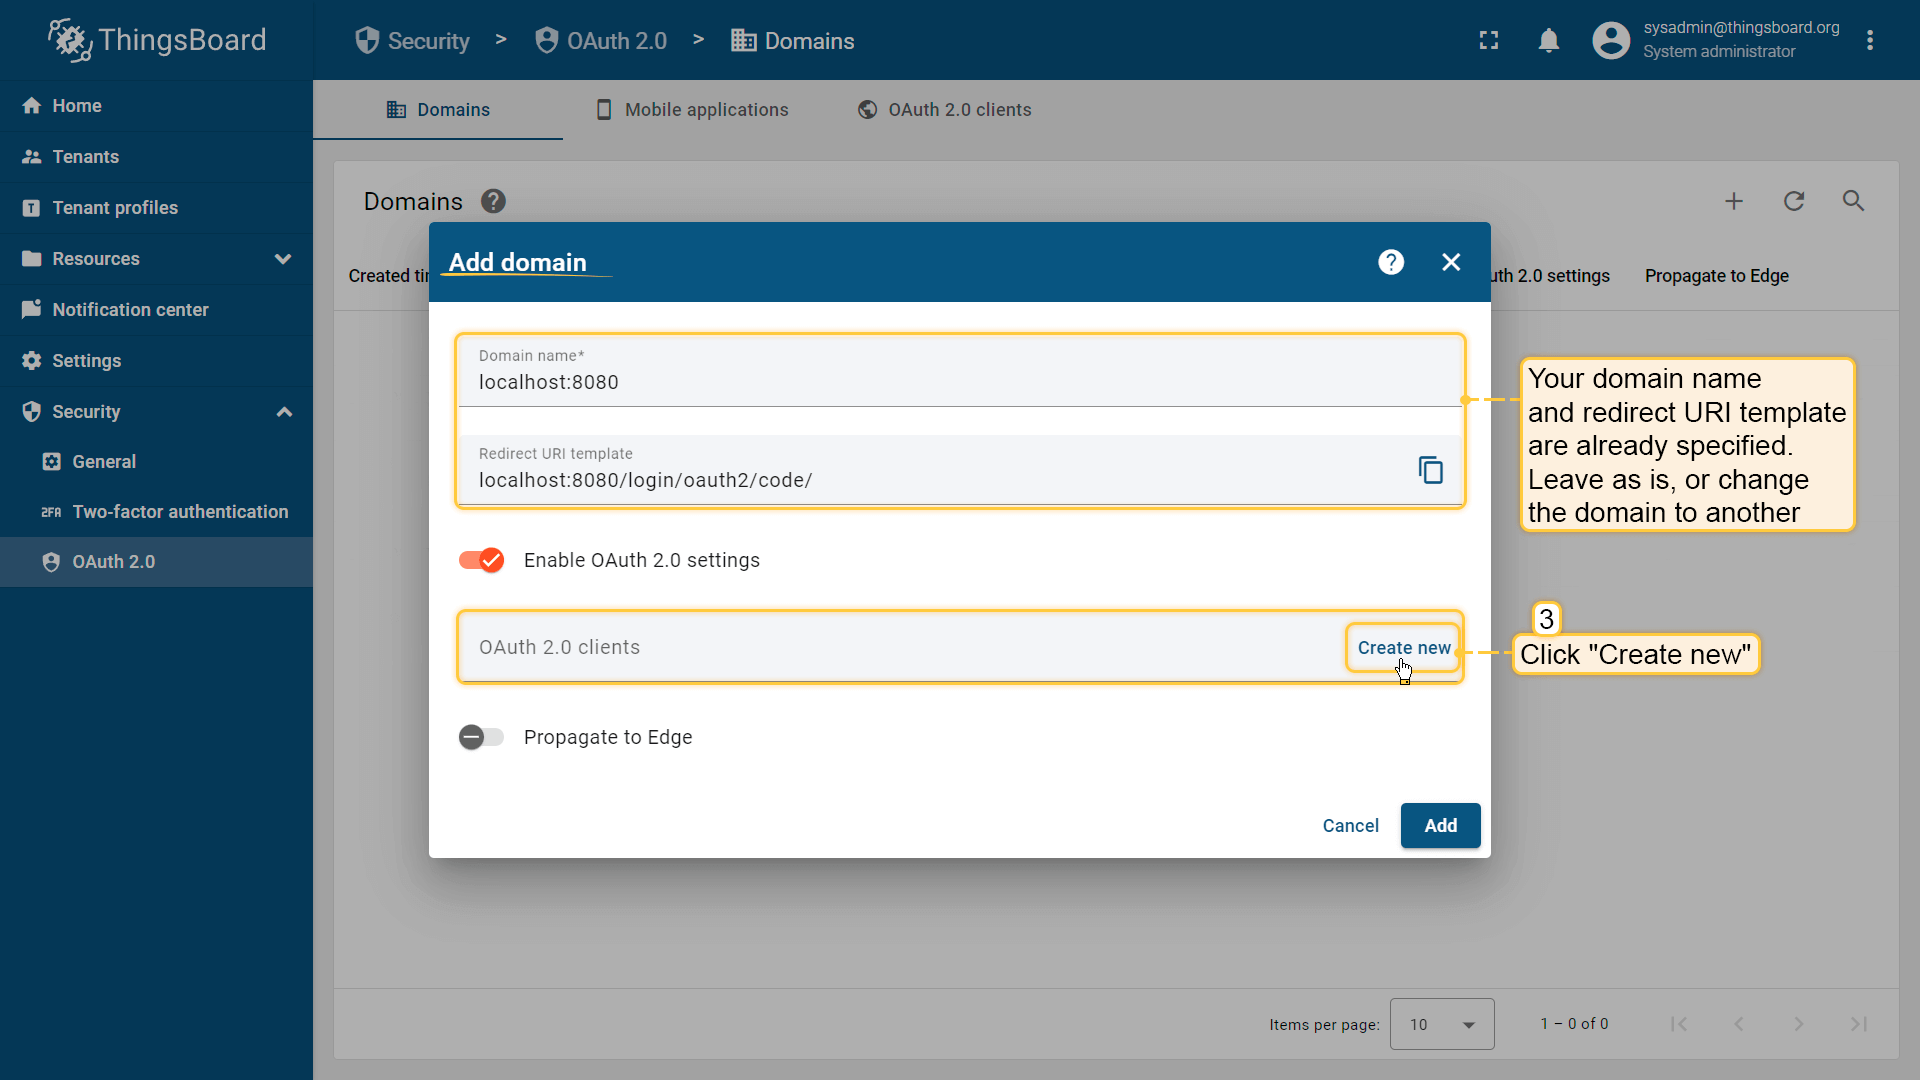 ThingsBoard
Security > OAuth 2.0 > Domains
sysadmin@thingsboard.org
System administrator
Home
Tenants
Tenant profiles
Resources
Notification center
Settings
Security
General
2FA Two-factor authentication
OAuth 2.0
Domains
Mobile applications
OAuth 2.0 clients
Domains
Created ti
uth 2.0 settings
Propagate to Edge
Add domain
Domain name*
localhost:8080
Redirect URI template
localhost:8080/login/oauth2/code/
Enable OAuth 2.0 settings
OAuth 2.0 clients
Create new
Propagate to Edge
Cancel
Add
Your domain name
and redirect URI template
are already specified.
Leave as is, or change
the domain to another
3
Click "Create new"
Items per page:
10
1 – 0 of 0